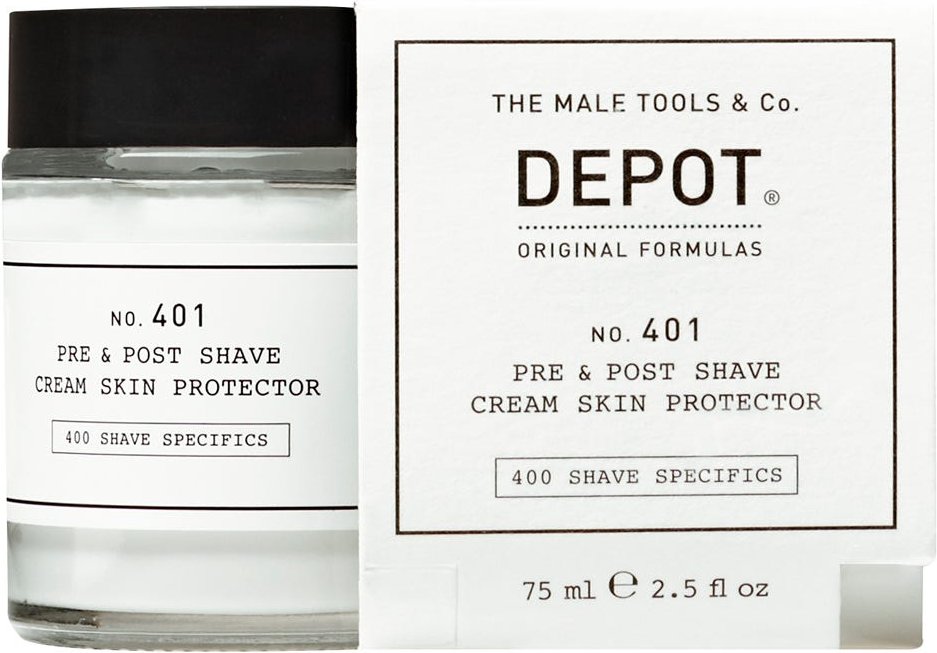 NO. 401
PRE & POST SHAVE
CREAM SKIN PROTECTOR
400 SHAVE SPECIFICS
THE MALE TOOLS & Co.
DEPOT®
ORIGINAL FORMULAS
NO. 401
PRE & POST SHAVE
CREAM SKIN PROTECTOR
400 SHAVE SPECIFICS
75 ml ℮ 2.5 fl oz